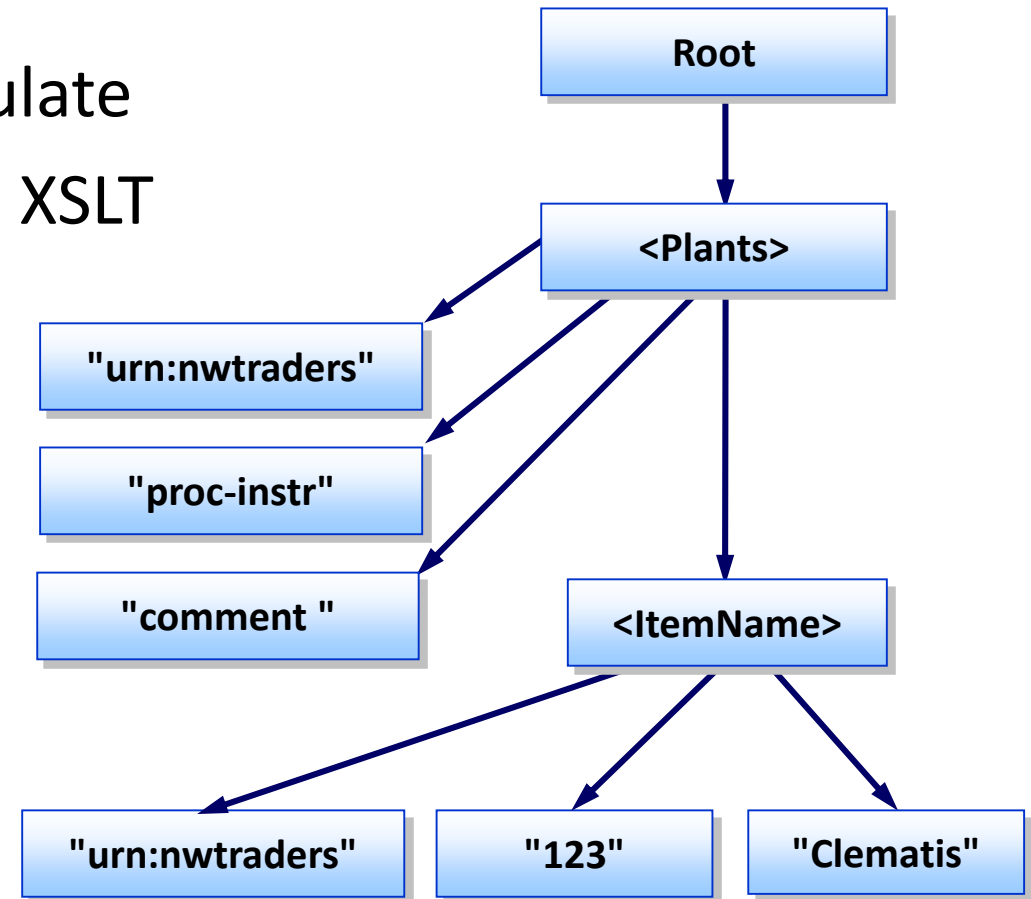 Root
ulate
XSLT
<Plants>
"urn:nwtraders"
"proc-instr"
"comment "
<ItemName>
"urn:nwtraders"
"123"
"Clematis"